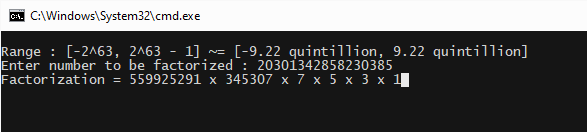 C:\Windows\System32\cmd.exe
Range : [-2^63, 2^63 - 1] ~= [-9.22 quintillion, 9.22 quintillion]
Enter number to be factorized : 20301342858230385
Factorization = 559925291 x 345307 x 7 x 5 x 3 x 1